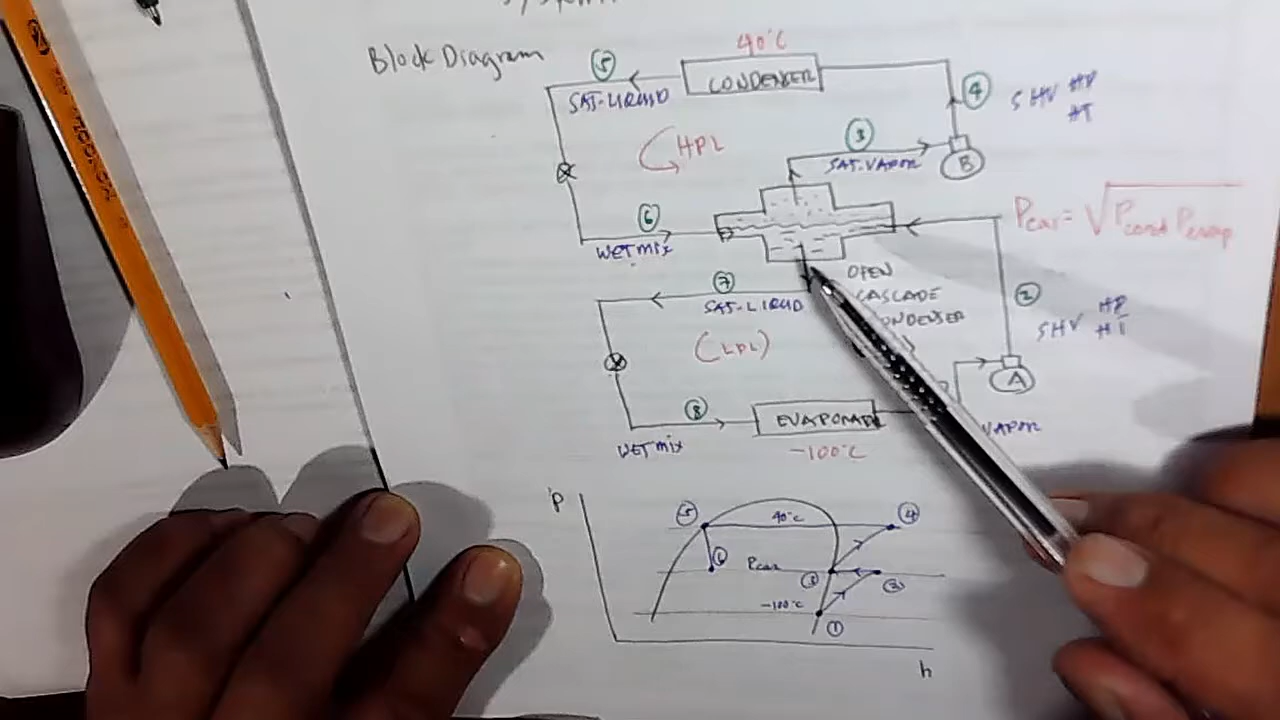 Block Diagram
40°C
CONDENSER
5
SAT-LIQUID
4
SHV HP
HT
HPL
3
SAT-VAPOR
B
6
WET MIX
Pcas = √Pcond Pevap
7
SAT-LIQUID
OPEN
CASCADE
CONDENSER
2
SHV HP
HT
(LPL)
A
8
WET MIX
EVAPORATOR
-100°C
VAPOR
P
5
40°C
4
6
Pcas
3
2
-100°C
1
h
MONGOL